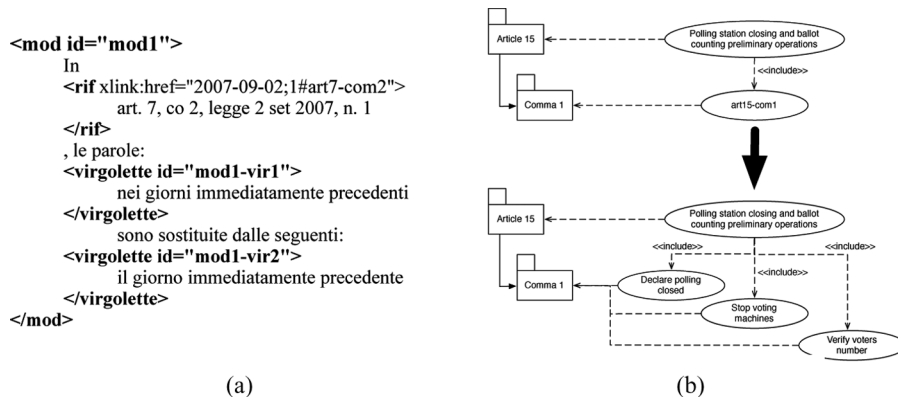 <mod id="mod1">
In
<rif xlink:href="2007-09-02;1#art7-com2">
art. 7, co 2, legge 2 set 2007, n. 1
</rif>
, le parole:
<virgolette id="mod1-vir1">
nei giorni immediatamente precedenti
</virgolette>
sono sostituite dalle seguenti:
<virgolette id="mod1-vir2">
il giorno immediatamente precedente
</virgolette>
</mod>
(a)
Article 15
Polling station closing and ballot
counting preliminary operations
<<include>>
Comma 1
art15-com1
Article 15
Polling station closing and ballot
counting preliminary operations
<<include>>
<<include>>
<<include>>
Comma 1
Declare polling
closed
Stop voting
machines
Verify voters
number
(b)